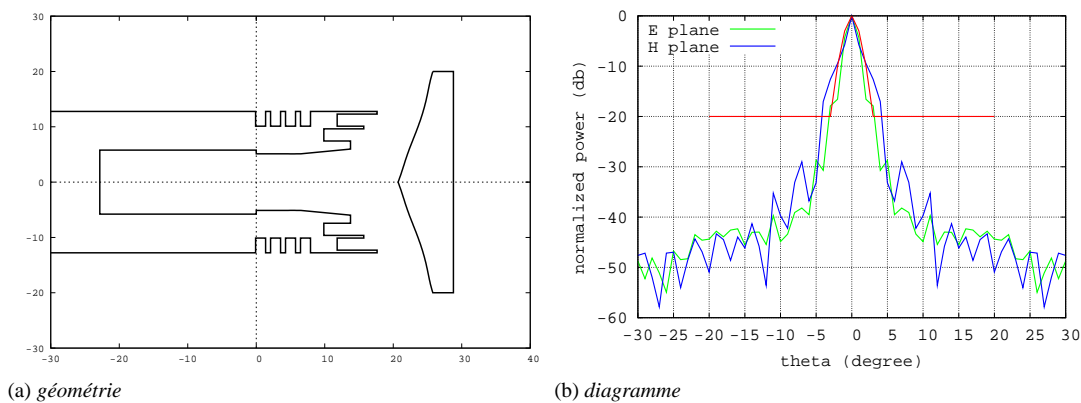 30
20
10
0
-10
-20
-30
-30 -20 -10 0 10 20 30 40
(a) géométrie
E plane
H plane
normalized power (db)
0
-10
-20
-30
-40
-50
-60
-30 -25 -20 -15 -10 -5 0 5 10 15 20 25 30
theta (degree)
(b) diagramme